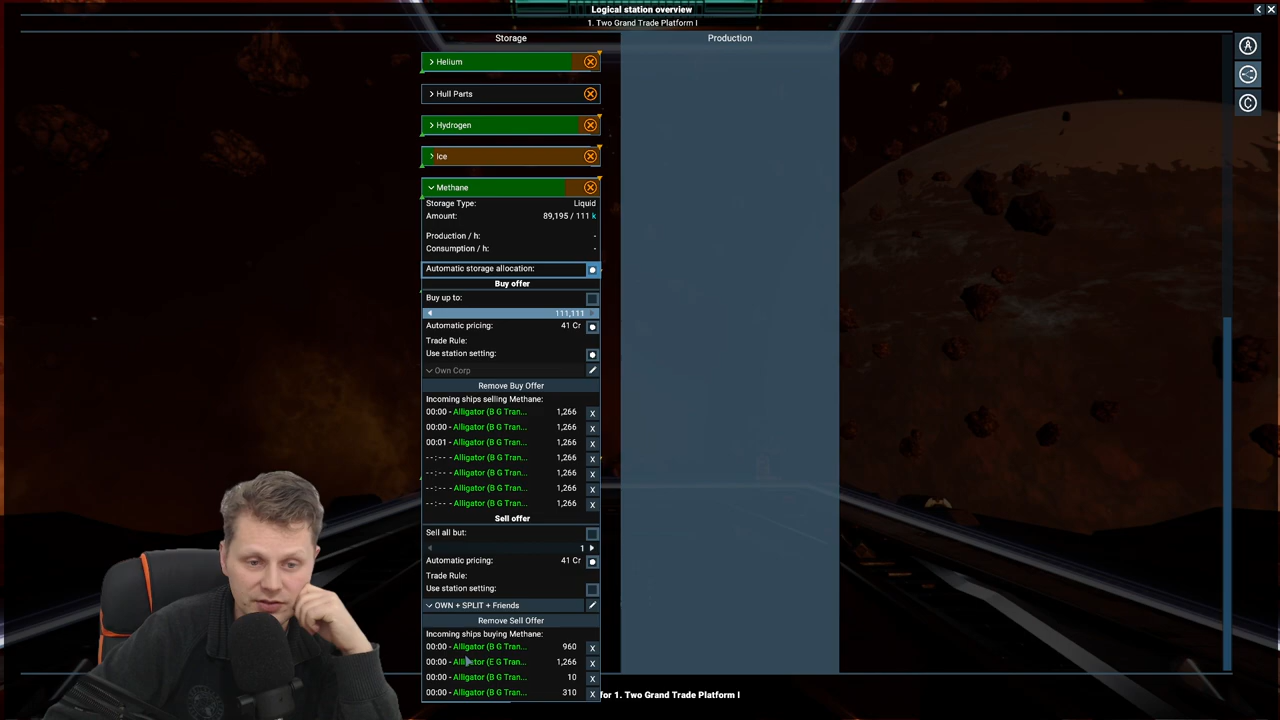 Logical station overview
1. Two Grand Trade Platform I
Storage
Production
Helium
Hull Parts
Hydrogen
Ice
Methane
Storage Type: Liquid
Amount: 89,195 / 111 k
Production / h: -
Consumption / h: -
Automatic storage allocation:
Buy offer
Buy up to:
111,111
Automatic pricing: 41 Cr
Trade Rule:
Use station setting:
Own Corp
Remove Buy Offer
Incoming ships selling Methane:
00:00 - Alligator (B G Tran... 1,266 x
00:00 - Alligator (B G Tran... 1,266 x
00:01 - Alligator (B G Tran... 1,266 x
--:-- - Alligator (B G Tran... 1,266 x
--:-- - Alligator (B G Tran... 1,266 x
--:-- - Alligator (B G Tran... 1,266 x
--:-- - Alligator (B G Tran... 1,266 x
Sell offer
Sell all but:
1
Automatic pricing: 41 Cr
Trade Rule:
Use station setting:
OWN + SPLIT + Friends
Remove Sell Offer
Incoming ships buying Methane:
00:00 - Alligator (B G Tran... 960 x
00:00 - Alligator (E G Tran... 1,266 x
00:00 - Alligator (B G Tran... 10 x
00:00 - Alligator (B G Tran... 310 x
for 1. Two Grand Trade Platform I